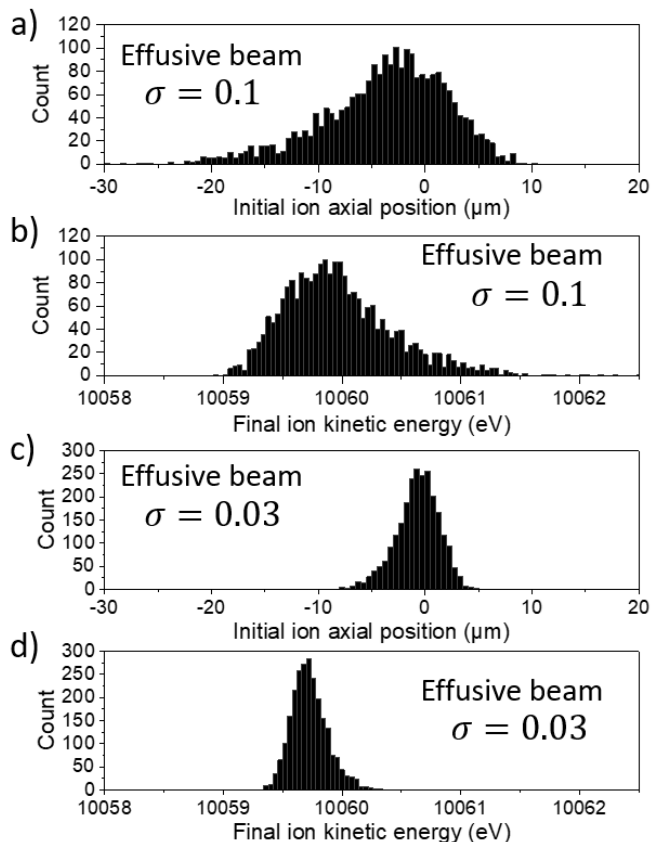 a)
120
100
80
60
40
20
0
Count
Effusive beam
σ = 0.1
-30 -20 -10 0 10 20
Initial ion axial position (µm)
b)
120
100
80
60
40
20
0
Count
Effusive beam
σ = 0.1
10058 10059 10060 10061 10062
Final ion kinetic energy (eV)
c)
300
250
200
150
100
50
0
Count
Effusive beam
σ = 0.03
-30 -20 -10 0 10 20
Initial ion axial position (µm)
d)
300
250
200
150
100
50
0
Count
Effusive beam
σ = 0.03
10058 10059 10060 10061 10062
Final ion kinetic energy (eV)